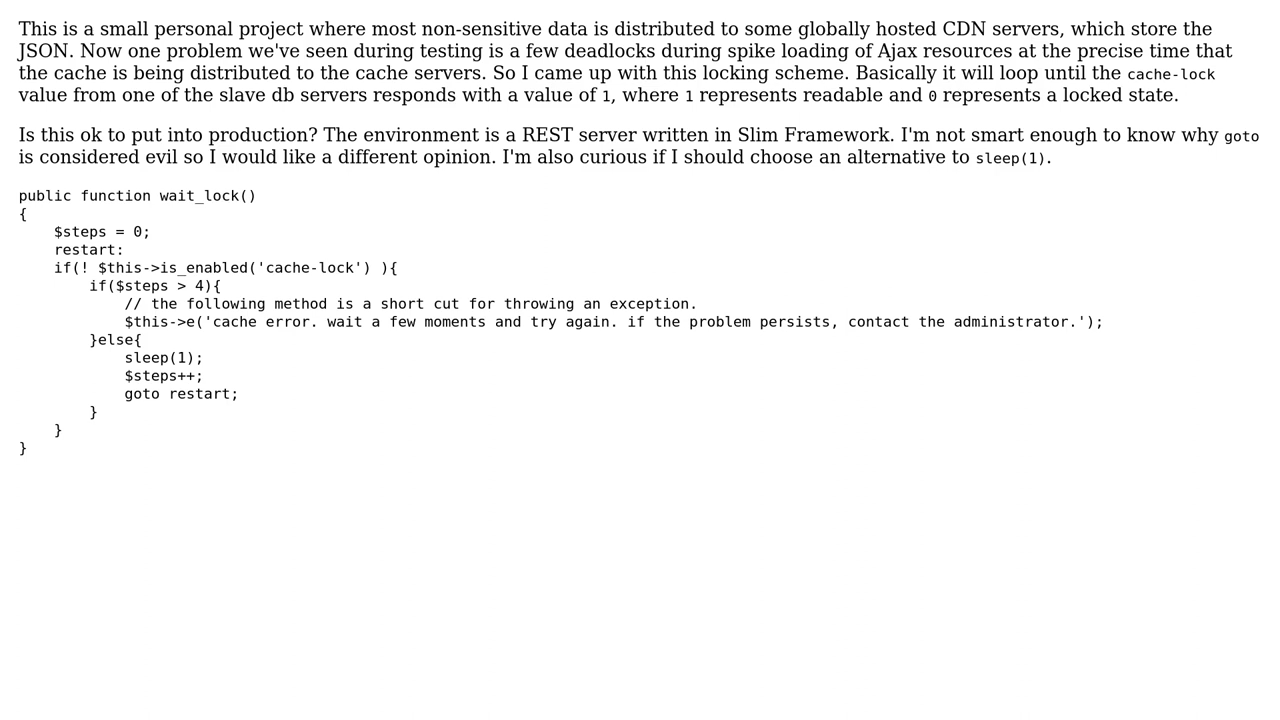 This is a small personal project where most non-sensitive data is distributed to some globally hosted CDN servers, which store the
JSON. Now one problem we've seen during testing is a few deadlocks during spike loading of Ajax resources at the precise time that
the cache is being distributed to the cache servers. So I came up with this locking scheme. Basically it will loop until the cache-lock
value from one of the slave db servers responds with a value of 1, where 1 represents readable and 0 represents a locked state.
Is this ok to put into production? The environment is a REST server written in Slim Framework. I'm not smart enough to know why goto
is considered evil so I would like a different opinion. I'm also curious if I should choose an alternative to sleep(1).
public function wait_lock()
{
    $steps = 0;
    restart:
    if(! $this->is_enabled('cache-lock') ){
        if($steps > 4){
            // the following method is a short cut for throwing an exception.
            $this->e('cache error. wait a few moments and try again. if the problem persists, contact the administrator.');
        }else{
            sleep(1);
            $steps++;
            goto restart;
        }
    }
}